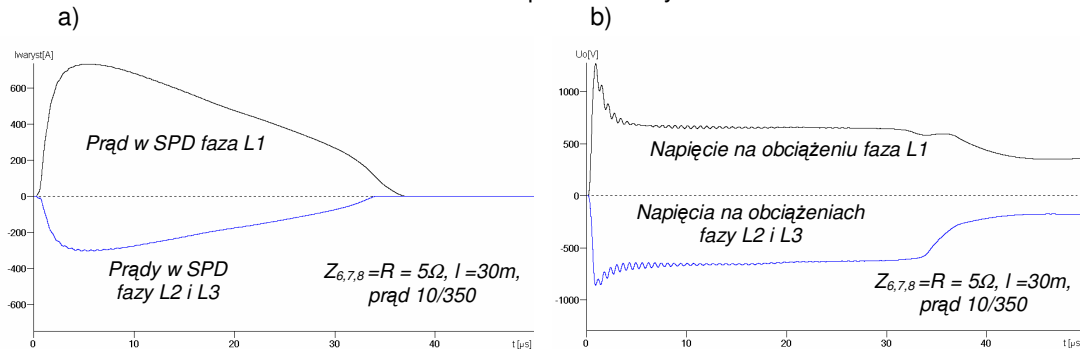 a)
b)
Iwaryst[A]
600
400
200
0
-200
-400
-600
0
10
20
30
40
t [µs]
Prąd w SPD faza L1
Prądy w SPD
fazy L2 i L3
Z6,7,8 =R = 5Ω, l =30m,
prąd 10/350
Uo[V]
1000
500
0
-500
-1000
0
10
20
30
40
t [µs]
Napięcie na obciążeniu faza L1
Napięcia na obciążeniach
fazy L2 i L3
Z6,7,8 =R = 5Ω, l =30m,
prąd 10/350